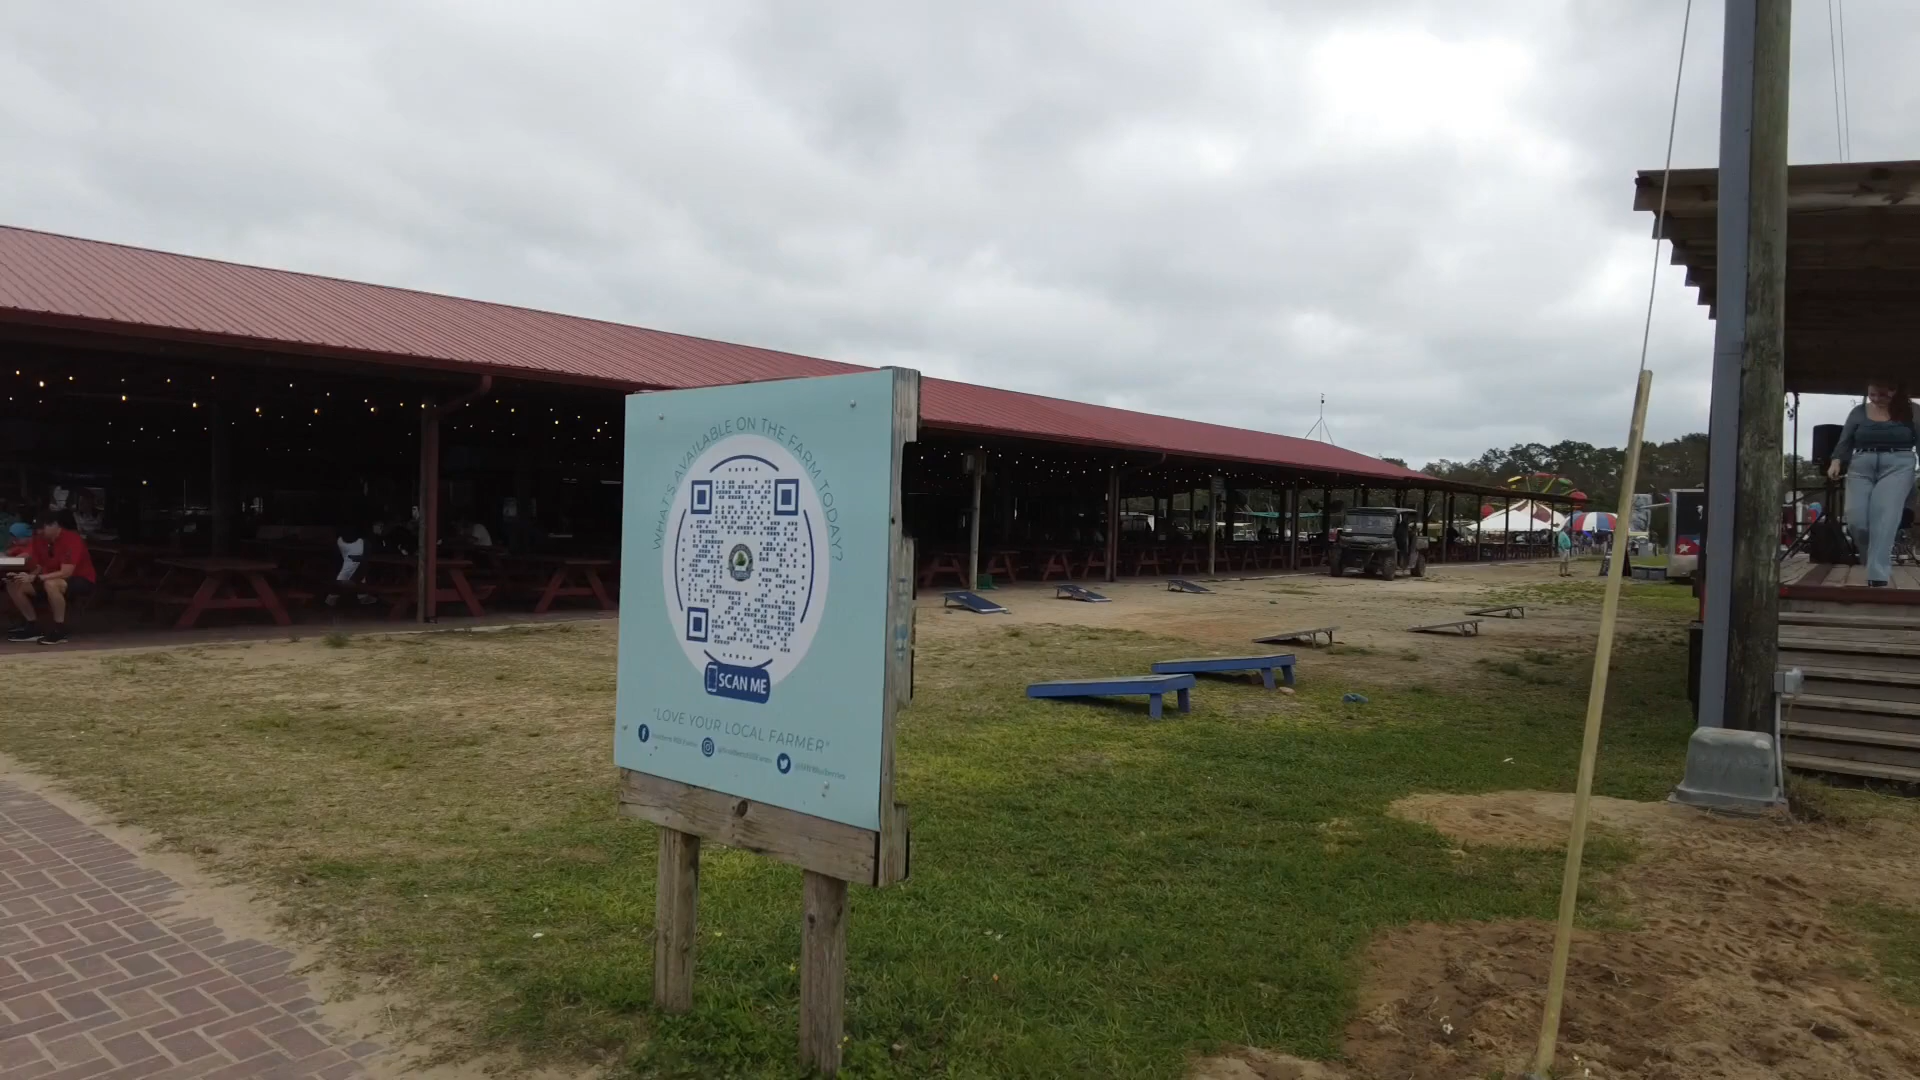 WHAT'S AVAILABLE ON THE FARM TODAY?
SCAN ME
"LOVE YOUR LOCAL FARMER"